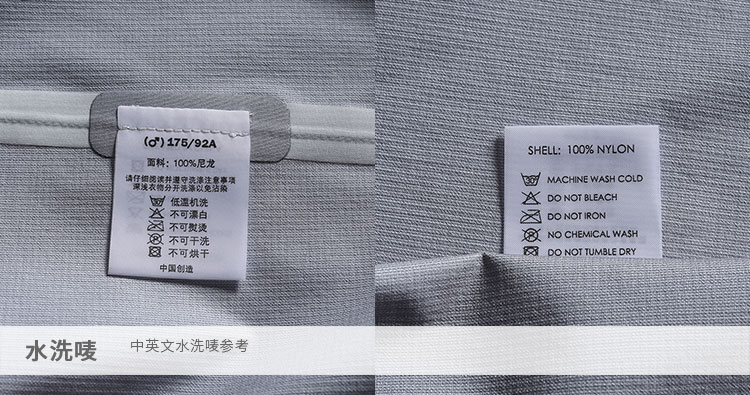 (♂) 175/92A
面料：100%尼龙
请仔细阅读并遵守洗涤注意事项
深浅衣物分开洗涤以免沾染
低温机洗
不可漂白
不可熨烫
不可干洗
不可烘干
中国创造
SHELL: 100% NYLON
MACHINE WASH COLD
DO NOT BLEACH
DO NOT IRON
NO CHEMICAL WASH
DO NOT TUMBLE DRY
水洗唛
中英文水洗唛参考